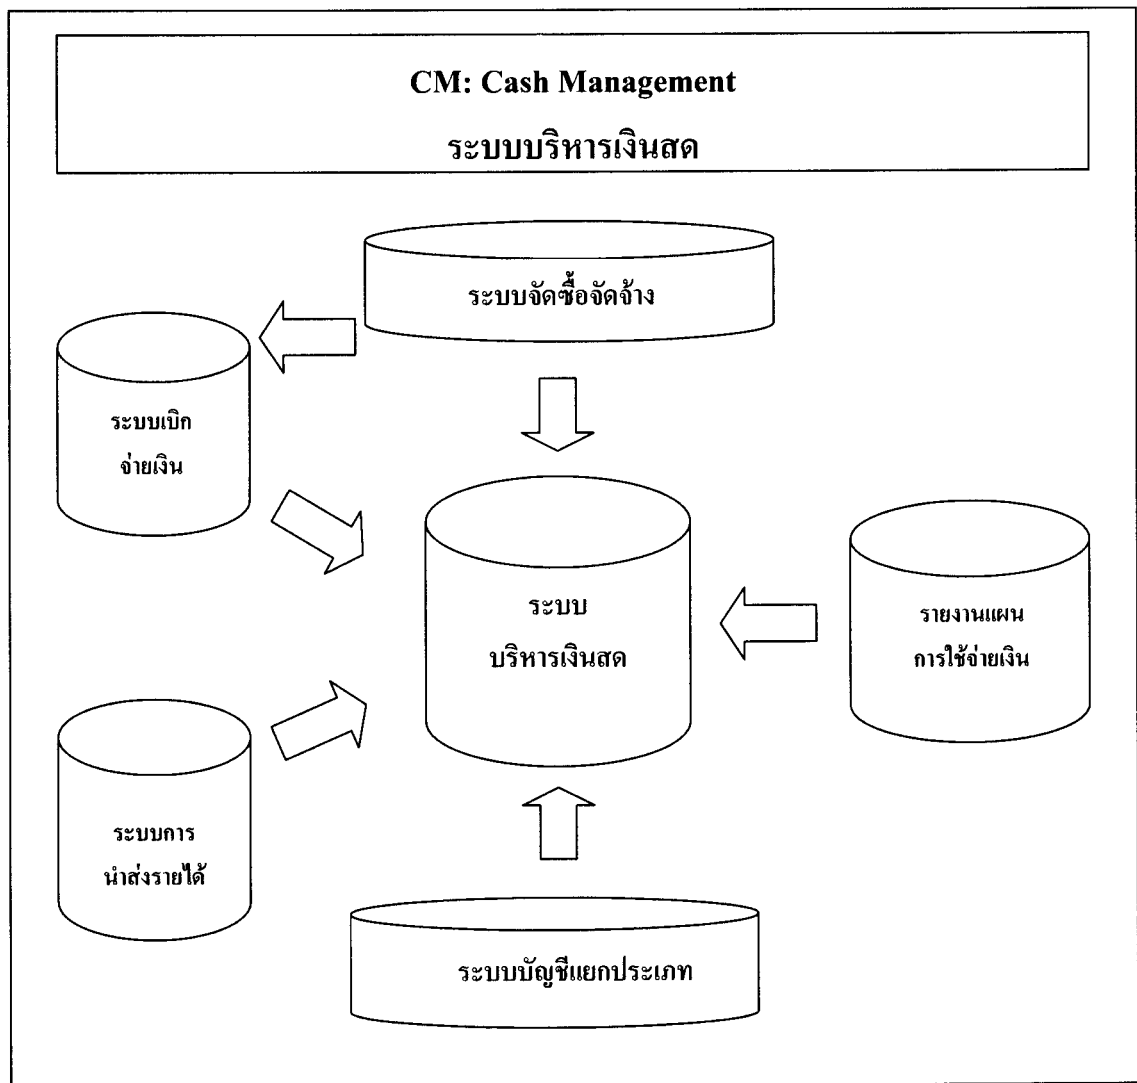 CM: Cash Management
ระบบบริหารเงินสด
ระบบจัดซื้อจัดจ้าง
ระบบเบิก
จ่ายเงิน
ระบบ
บริหารเงินสด
รายงานแผน
การใช้จ่ายเงิน
ระบบการ
นำส่งรายได้
ระบบบัญชีแยกประเภท